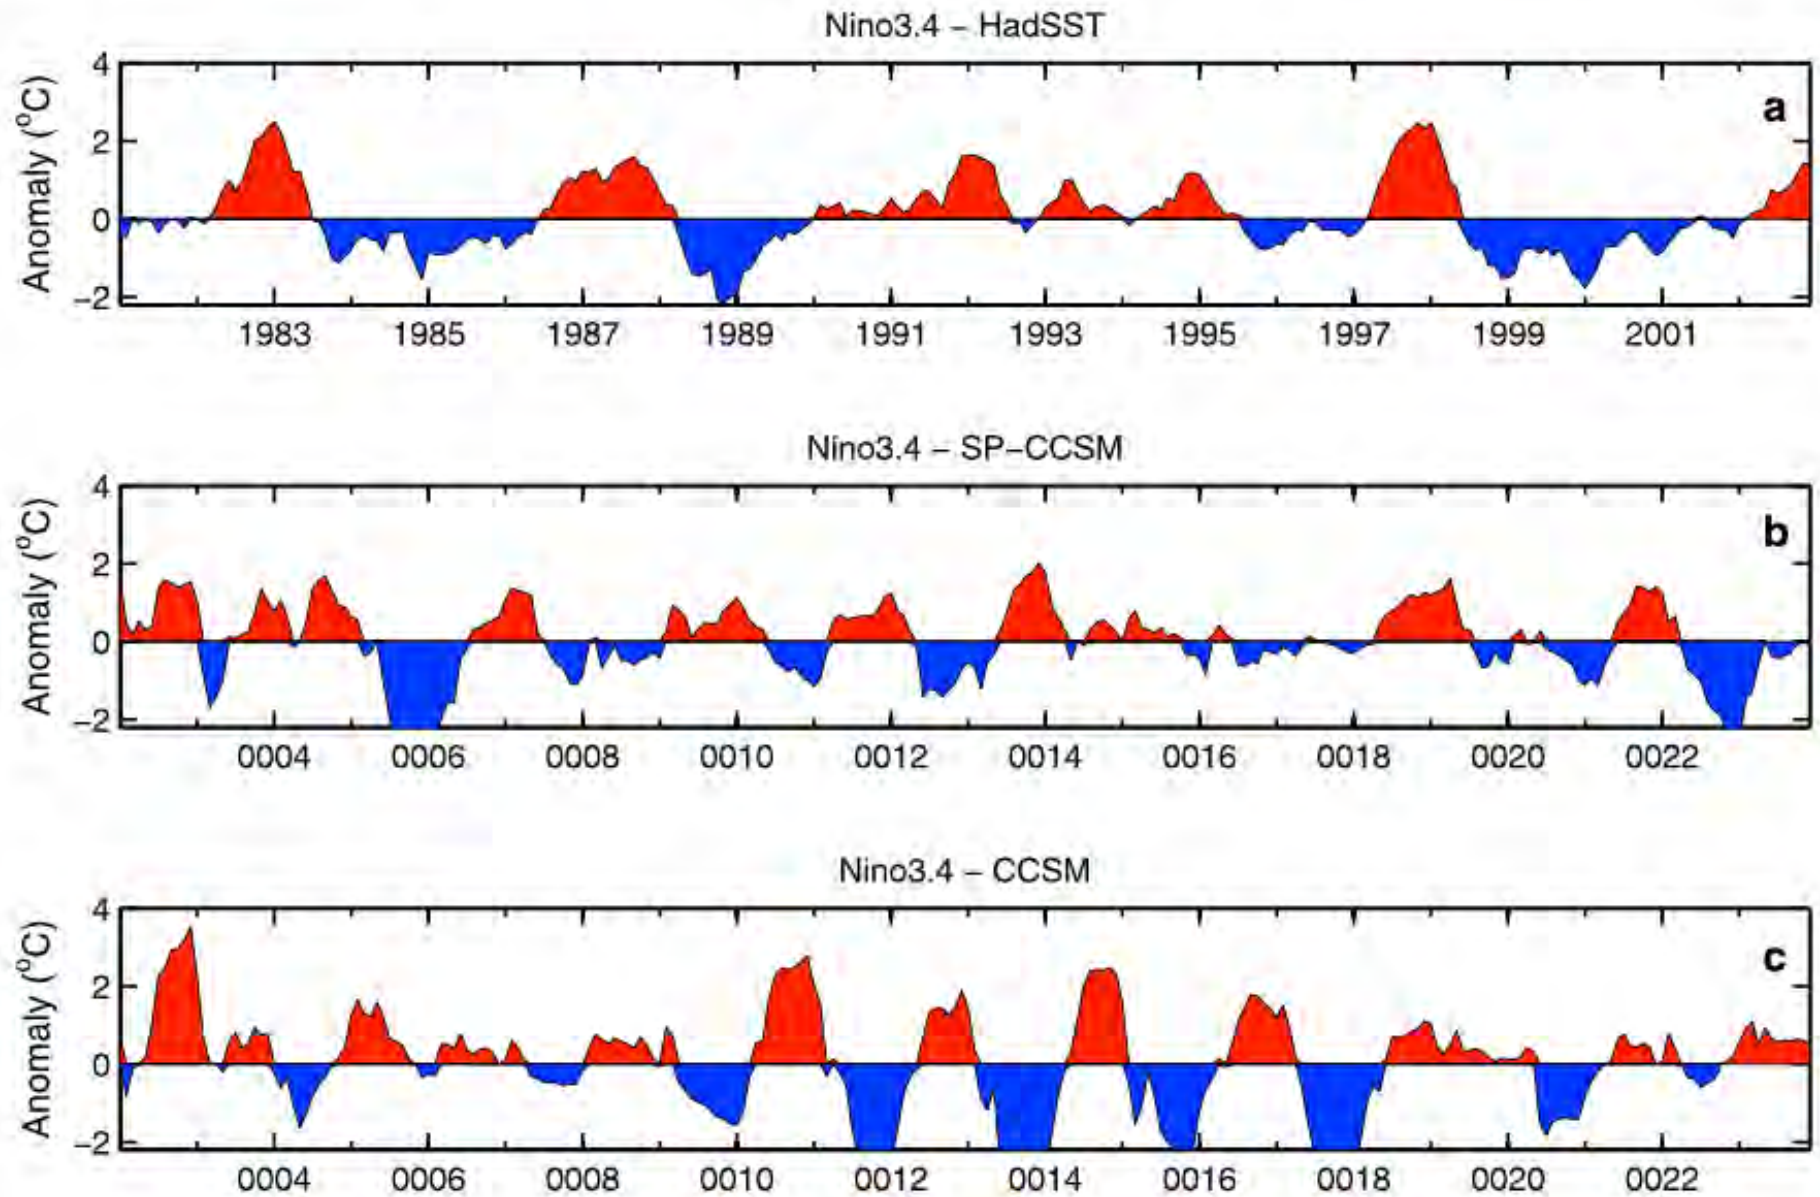 Nino3.4 – HadSST
a
Anomaly (°C)
4
2
0
–2
1983 1985 1987 1989 1991 1993 1995 1997 1999 2001
Nino3.4 – SP–CCSM
b
Anomaly (°C)
4
2
0
–2
0004 0006 0008 0010 0012 0014 0016 0018 0020 0022
Nino3.4 – CCSM
c
Anomaly (°C)
4
2
0
–2
0004 0006 0008 0010 0012 0014 0016 0018 0020 0022